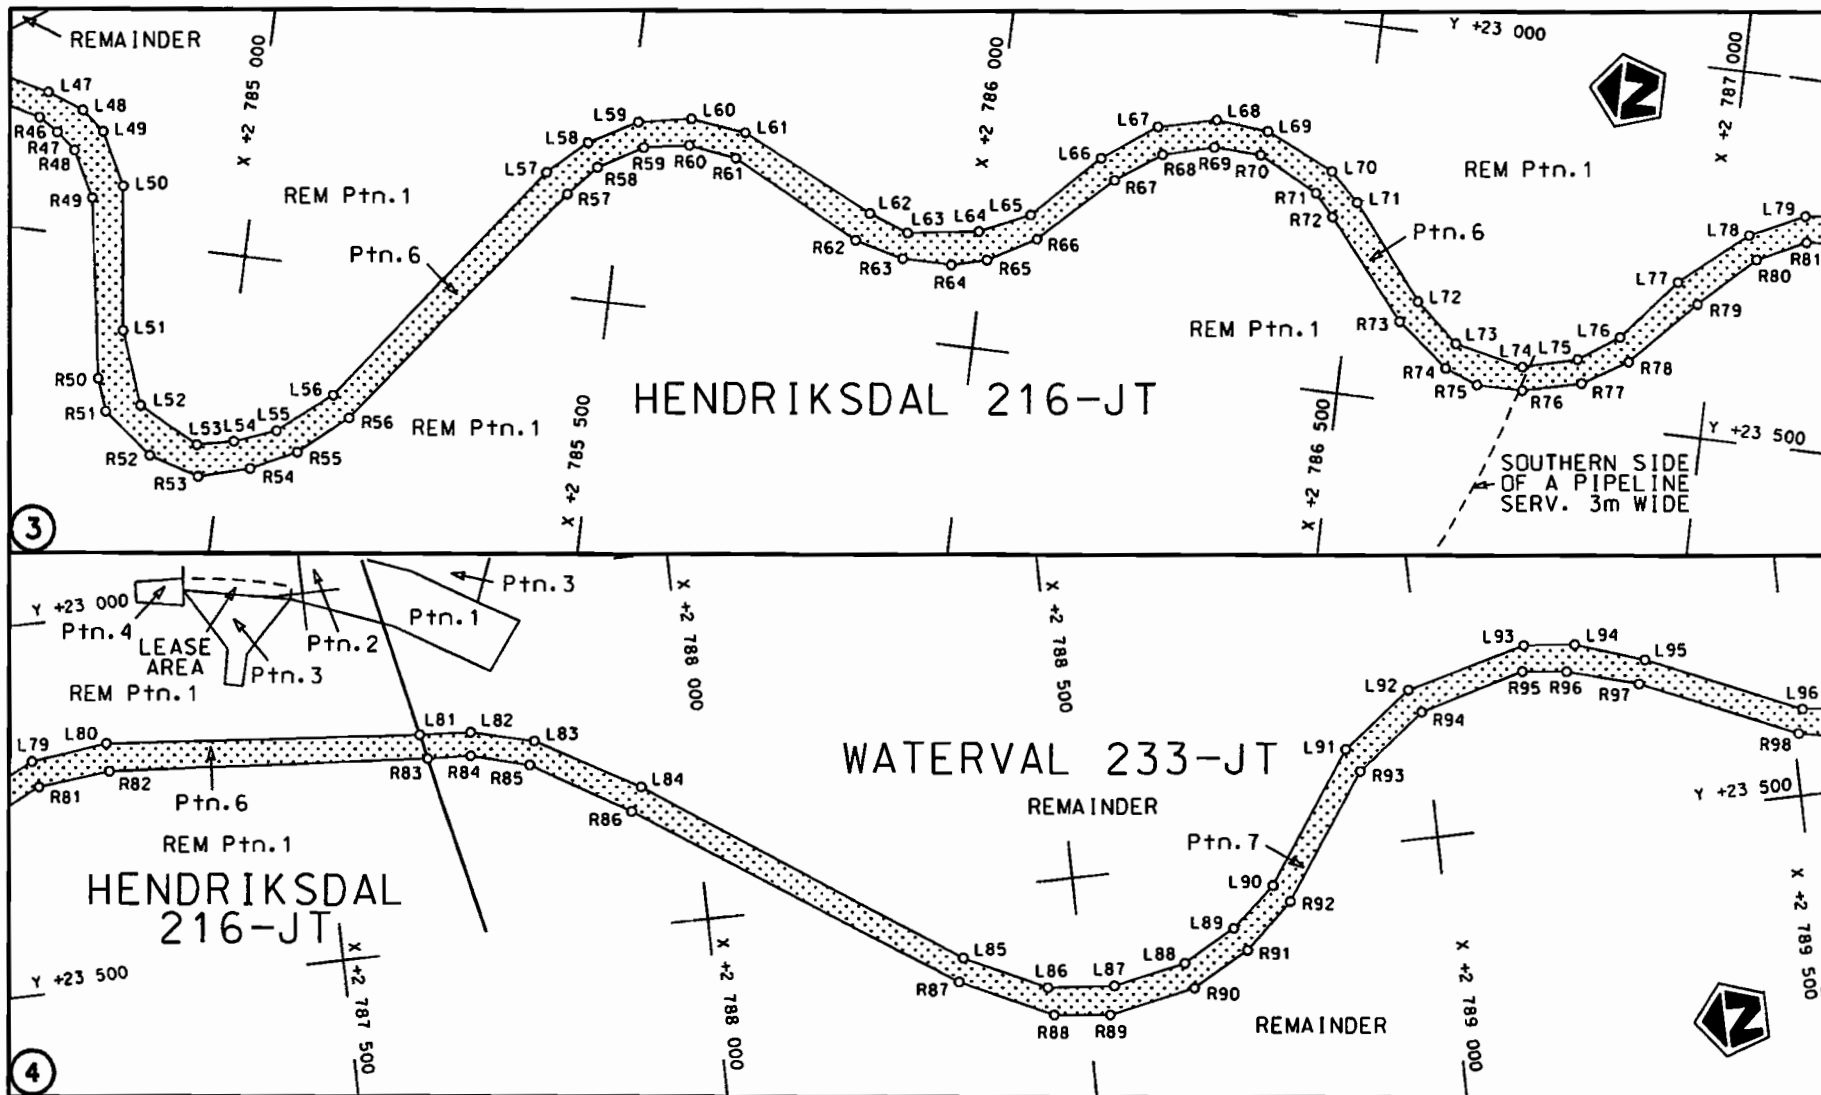 REMAINDER
L47
L48
L49
R46
R47
R48
R49
L50
L51
R50
R51
L52
R52
L53
L54
L55
L56
R53
R54
R55
R56
X +2 785 000
REM Ptn.1
Ptn.6
REM Ptn.1
L57
L58
L59
L60
L61
R57
R58
R59
R60
R61
L62
L63
L64
L65
R62
R63
R64
R65
R66
X +2 785 500
X +2 786 000
HENDRIKSDAL 216-JT
L66
L67
L68
L69
L70
L71
R67
R68
R69
R70
R71
R72
Y +23 000
REM Ptn.1
X +2 787 000
N
Ptn.6
REM Ptn.1
L72
L73
L74
L75
L76
L77
L78
L79
R73
R74
R75
R76
R77
R78
R79
R80
R81
X +2 786 500
Y +23 500
SOUTHERN SIDE
OF A PIPELINE
SERV. 3m WIDE
3
Y +23 000
Ptn.4
LEASE
AREA
Ptn.3
Ptn.2
Ptn.1
Ptn.3
REM Ptn.1
L79
L80
L81
L82
L83
L84
R81
R82
R83
R84
R85
R86
Ptn.6
REM Ptn.1
HENDRIKSDAL
216-JT
Y +23 500
X +2 787 500
X +2 788 000
X +2 788 000
X +2 788 500
WATERVAL 233-JT
REMAINDER
L85
L86
L87
L88
L89
L90
L91
L92
L93
L94
L95
L96
R87
R88
R89
R90
R91
R92
R93
R94
R95
R96
R97
R98
Ptn.7
REMAINDER
X +2 789 000
Y +23 500
X +2 789 500
N
4